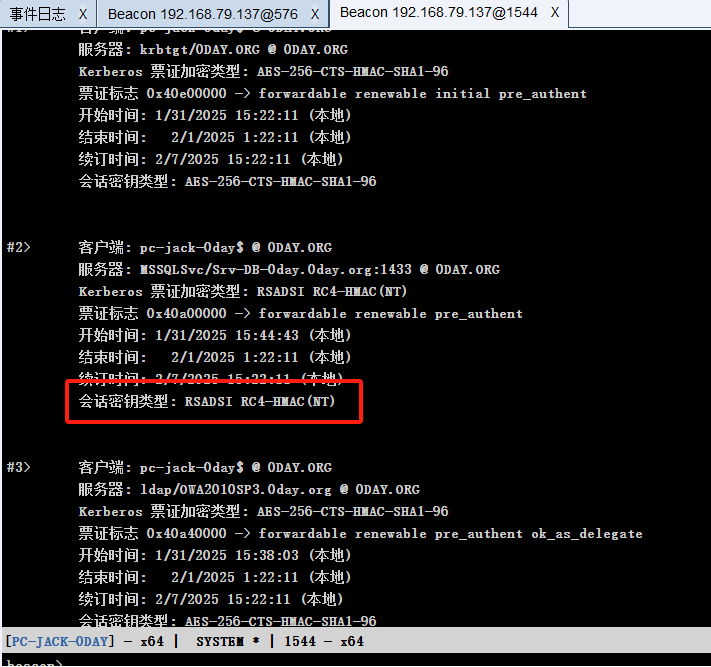 事件日志 X Beacon 192.168.79.137@576 X Beacon 192.168.79.137@1544 X
#1> 客户端: pc-jack-0day$ @ 0DAY.ORG
服务器: krbtgt/0DAY.ORG @ 0DAY.ORG
Kerberos 票证加密类型: AES-256-CTS-HMAC-SHA1-96
票证标志 0x40e00000 -> forwardable renewable initial pre_authent
开始时间: 1/31/2025 15:22:11 (本地)
结束时间: 2/1/2025 1:22:11 (本地)
续订时间: 2/7/2025 15:22:11 (本地)
会话密钥类型: AES-256-CTS-HMAC-SHA1-96
#2> 客户端: pc-jack-0day$ @ 0DAY.ORG
服务器: MSSQLSvc/Srv-DB-0day.0day.org:1433 @ 0DAY.ORG
Kerberos 票证加密类型: RSADSI RC4-HMAC(NT)
票证标志 0x40a00000 -> forwardable renewable pre_authent
开始时间: 1/31/2025 15:44:43 (本地)
结束时间: 2/1/2025 1:22:11 (本地)
续订时间: 2/7/2025 15:22:11 (本地)
会话密钥类型: RSADSI RC4-HMAC(NT)
#3> 客户端: pc-jack-0day$ @ 0DAY.ORG
服务器: ldap/OWA2010SP3.0day.org @ 0DAY.ORG
Kerberos 票证加密类型: AES-256-CTS-HMAC-SHA1-96
票证标志 0x40a40000 -> forwardable renewable pre_authent ok_as_delegate
开始时间: 1/31/2025 15:38:03 (本地)
结束时间: 2/1/2025 1:22:11 (本地)
续订时间: 2/7/2025 15:22:11 (本地)
会话密钥类型: AES-256-CTS-HMAC-SHA1-96
[PC-JACK-0DAY] - x64 | SYSTEM * | 1544 - x64
beacon>